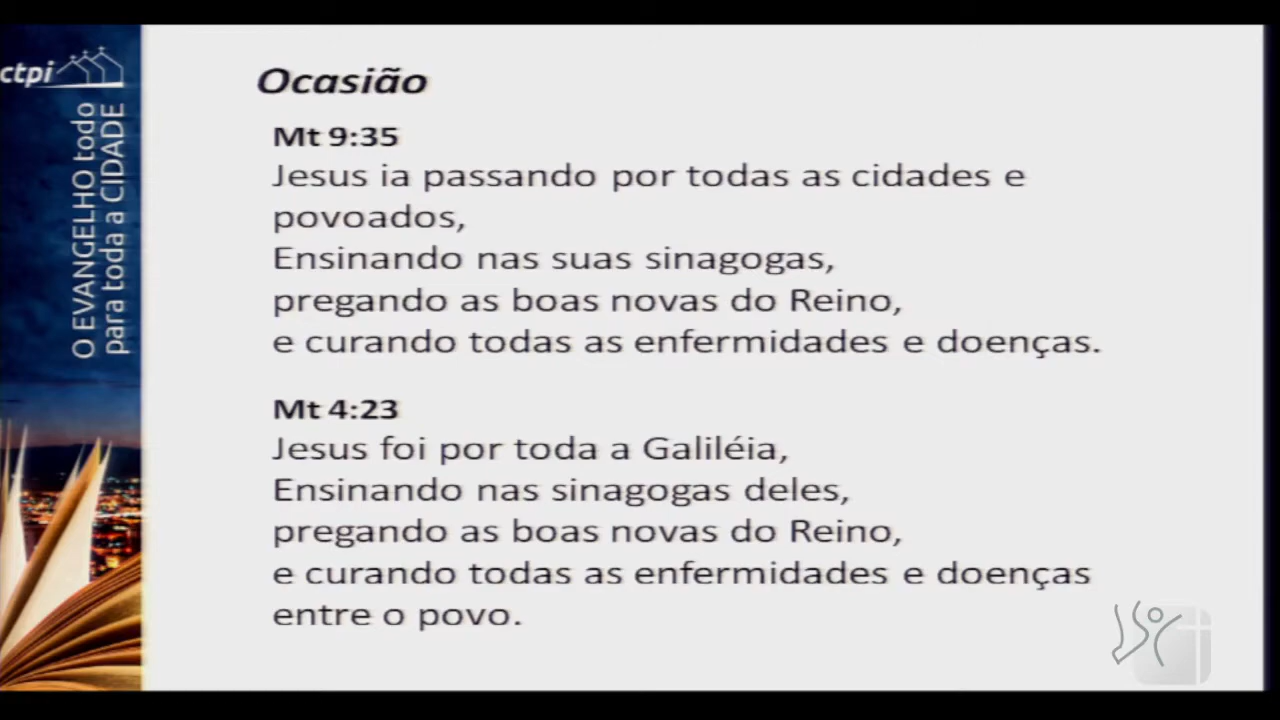 ctpi
O EVANGELHO todo
para toda a CIDADE
Ocasião
Mt 9:35
Jesus ia passando por todas as cidades e
povoados,
Ensinando nas suas sinagogas,
pregando as boas novas do Reino,
e curando todas as enfermidades e doenças.
Mt 4:23
Jesus foi por toda a Galiléia,
Ensinando nas sinagogas deles,
pregando as boas novas do Reino,
e curando todas as enfermidades e doenças
entre o povo.